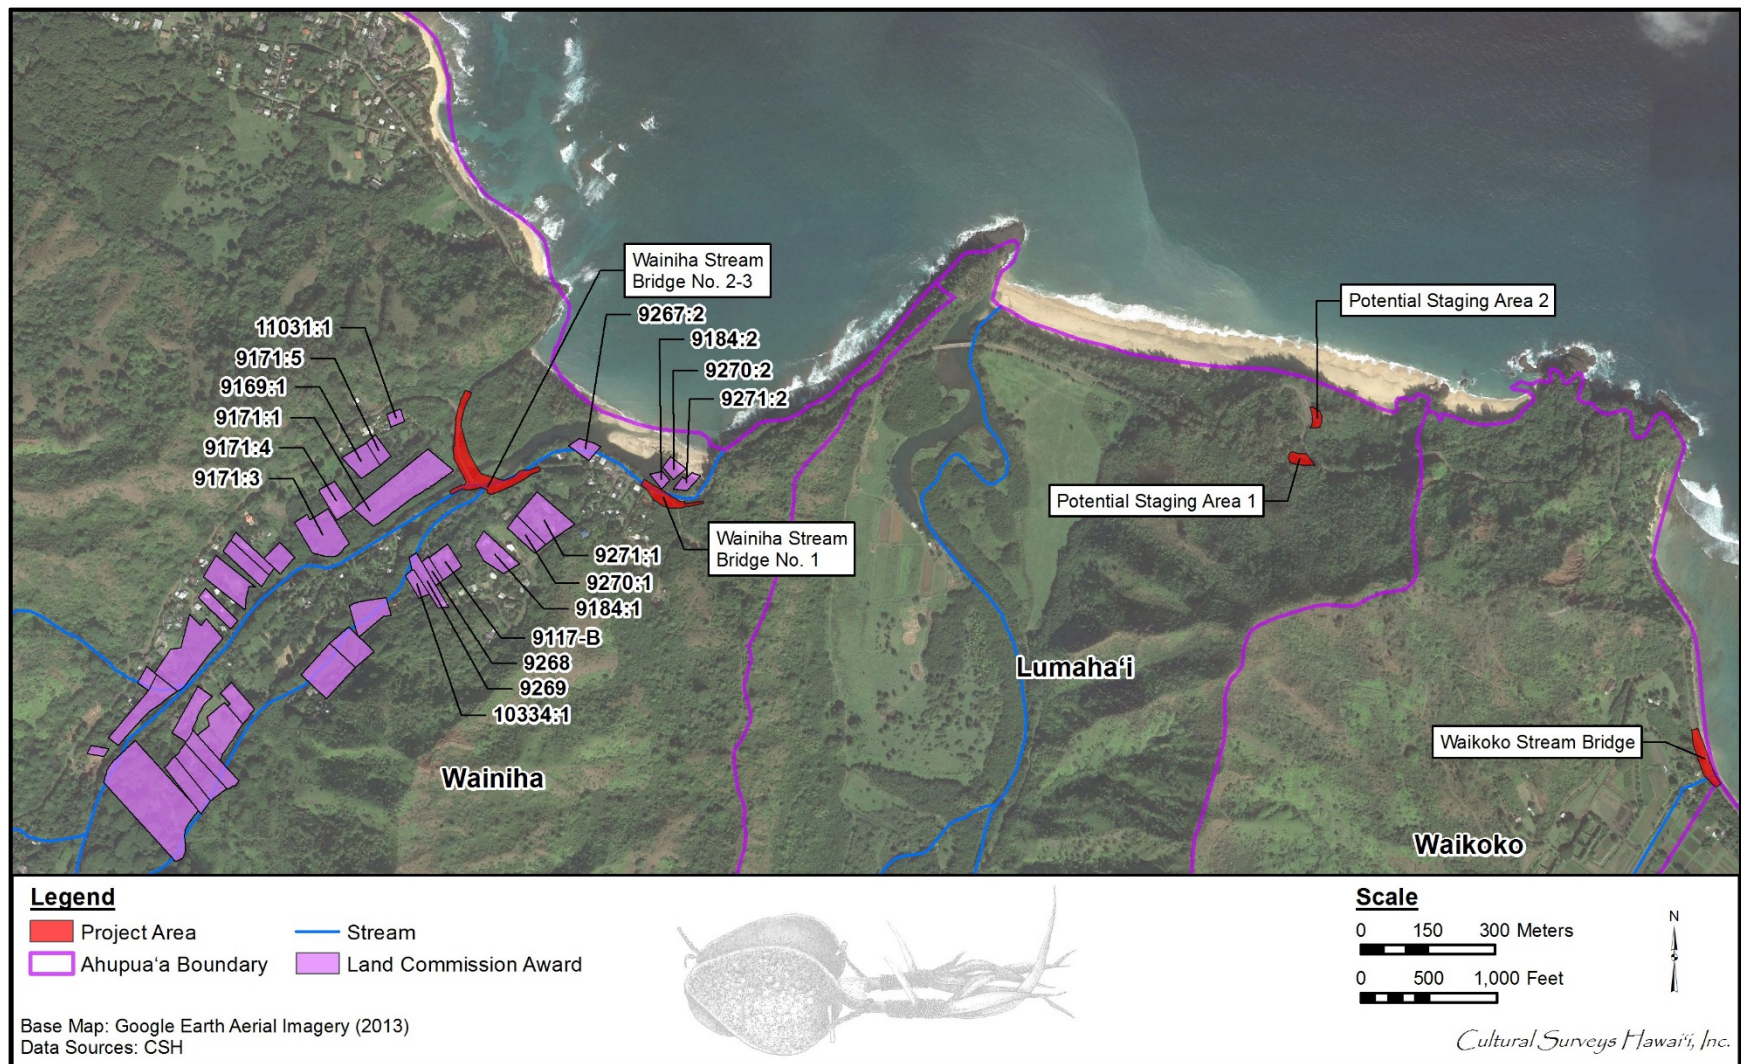 Wainiha Stream
Bridge No. 2-3
9267:2
9184:2
9270:2
9271:2
11031:1
9171:5
9169:1
9171:1
9171:4
9171:3
Potential Staging Area 2
Potential Staging Area 1
Wainiha Stream
Bridge No. 1
9271:1
9270:1
9184:1
9117-B
9268
9269
10334:1
Wainiha
Lumaha‘i
Waikoko Stream Bridge
Waikoko
Legend
Project Area
Stream
Ahupua‘a Boundary
Land Commission Award
Base Map: Google Earth Aerial Imagery (2013)
Data Sources: CSH
Scale
0 150 300 Meters
0 500 1,000 Feet
N
Cultural Surveys Hawai‘i, Inc.